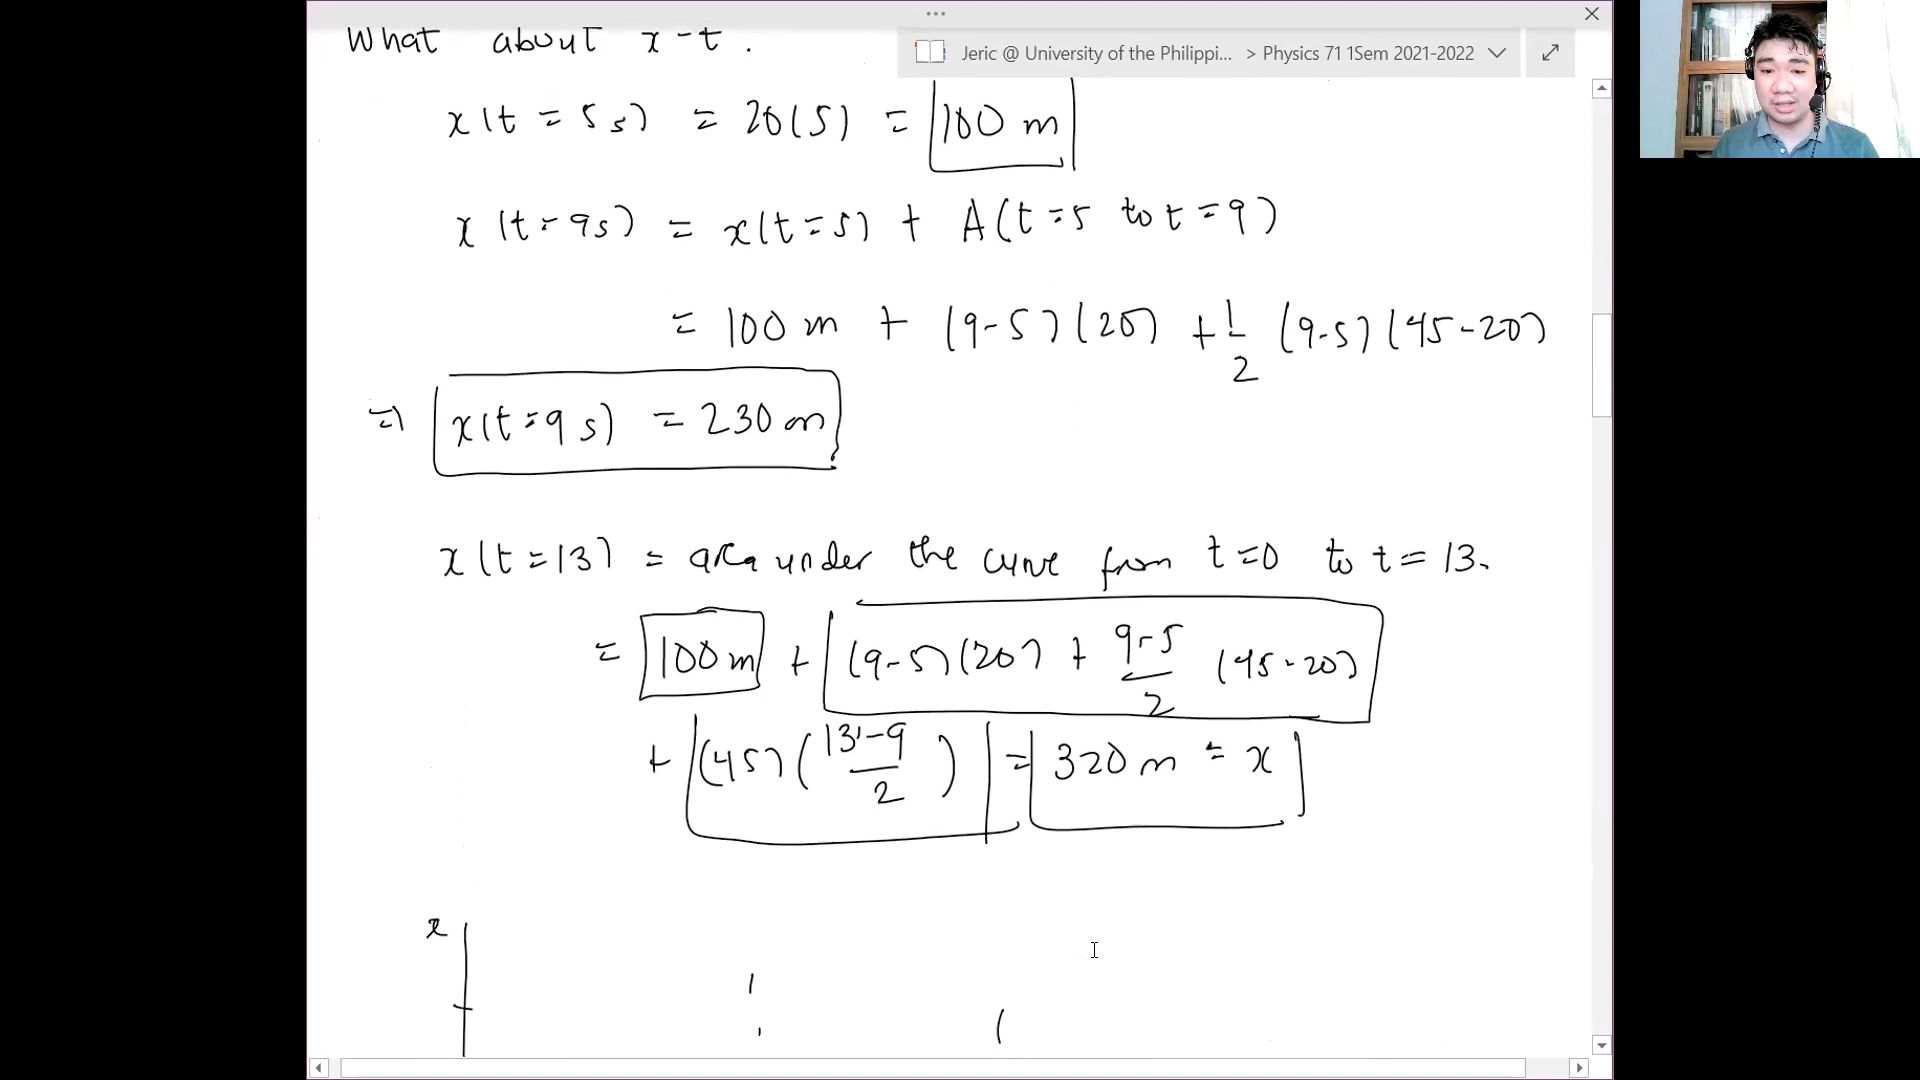 What about x-t.
Jeric @ University of the Philippi... > Physics 71 1Sem 2021-2022
x(t = 5s) = 20(5) = 100 m
x(t=9s) = x(t=5) + A(t=5 to t=9)
= 100 m + (9-5)(20) + 1/2 (9-5)(45-20)
=> x(t=9s) = 230 m
x(t=13) = area under the curve from t=0 to t=13.
= 100m + (9-5)(20) + 9-5/2 (45-20)
+ (45)(13-9/2) = 320 m = x
x